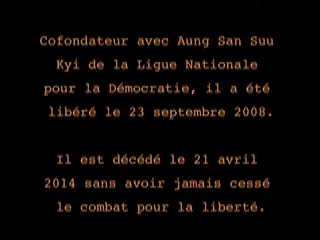 Cofondateur avec Aung San Suu
Kyi de la Ligue Nationale
pour la Démocratie, il a été
libéré le 23 septembre 2008.
Il est décédé le 21 avril
2014 sans avoir jamais cessé
le combat pour la liberté.